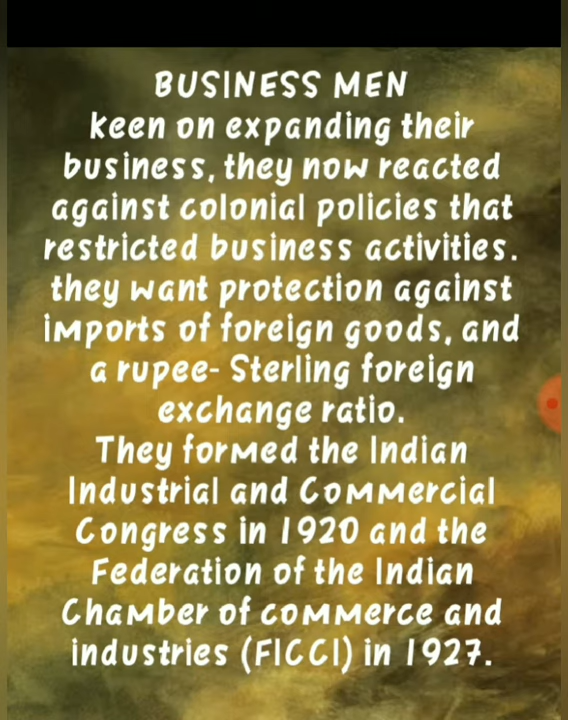 BUSINESS MEN
keen on expanding their
business, they now reacted
against colonial policies that
restricted business activities.
they want protection against
imports of foreign goods, and
a rupee- Sterling foreign
exchange ratio.
They formed the Indian
Industrial and Commercial
Congress in 1920 and the
Federation of the Indian
Chamber of commerce and
industries (FICCI) in 1927.